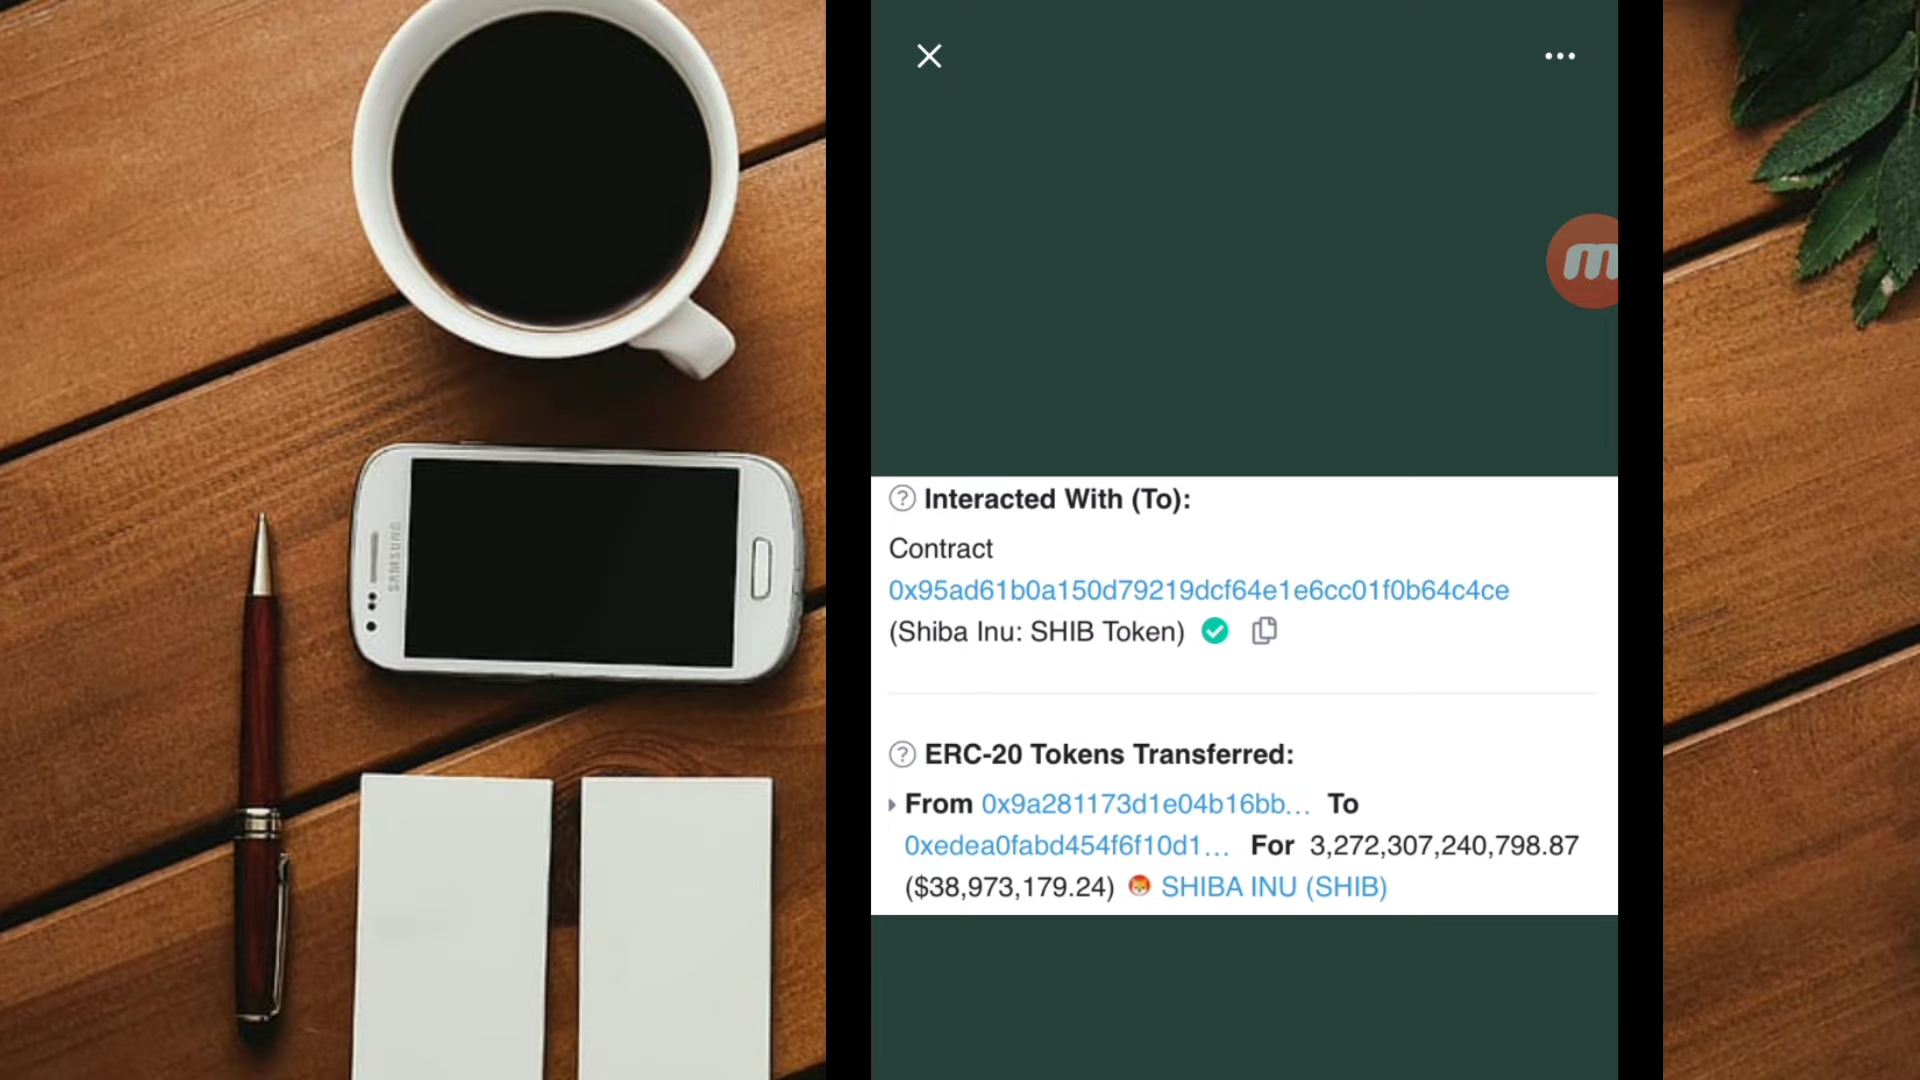 SAMSUNG
m
Interacted With (To):
Contract
0x95ad61b0a150d79219dcf64e1e6cc01f0b64c4ce
(Shiba Inu: SHIB Token)
ERC-20 Tokens Transferred:
From 0x9a281173d1e04b16bb... To
0xedea0fabd454f6f10d1... For 3,272,307,240,798.87
($38,973,179.24) SHIBA INU (SHIB)